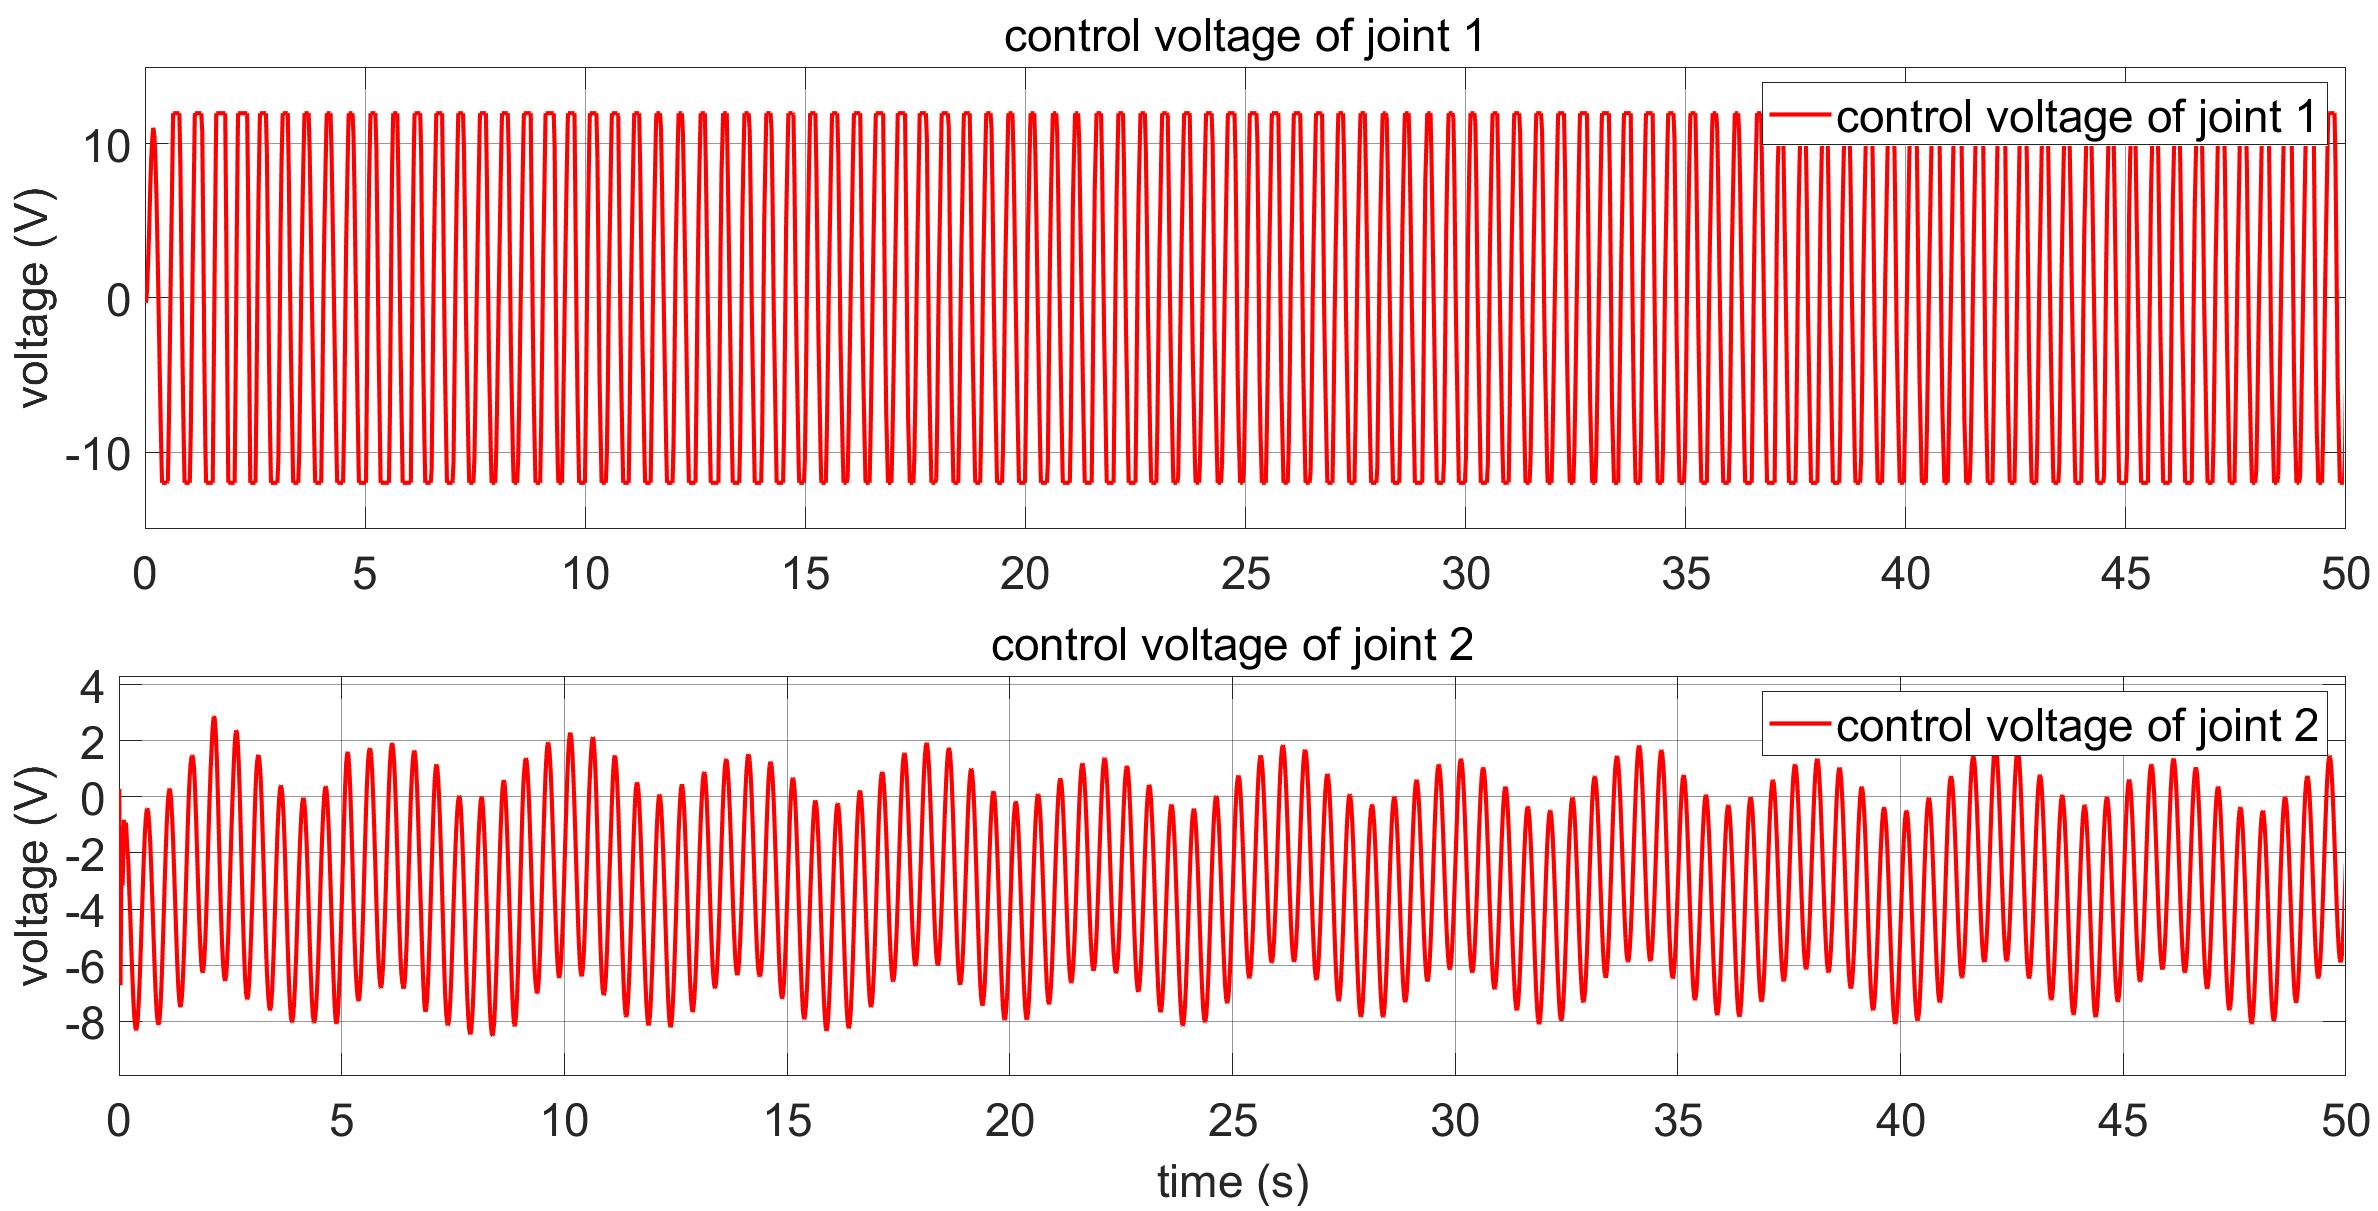 control voltage of joint 1
control voltage of joint 1
voltage (V)
10
0
-10
0 5 10 15 20 25 30 35 40 45 50
control voltage of joint 2
control voltage of joint 2
voltage (V)
4
2
0
-2
-4
-6
-8
0 5 10 15 20 25 30 35 40 45 50
time (s)